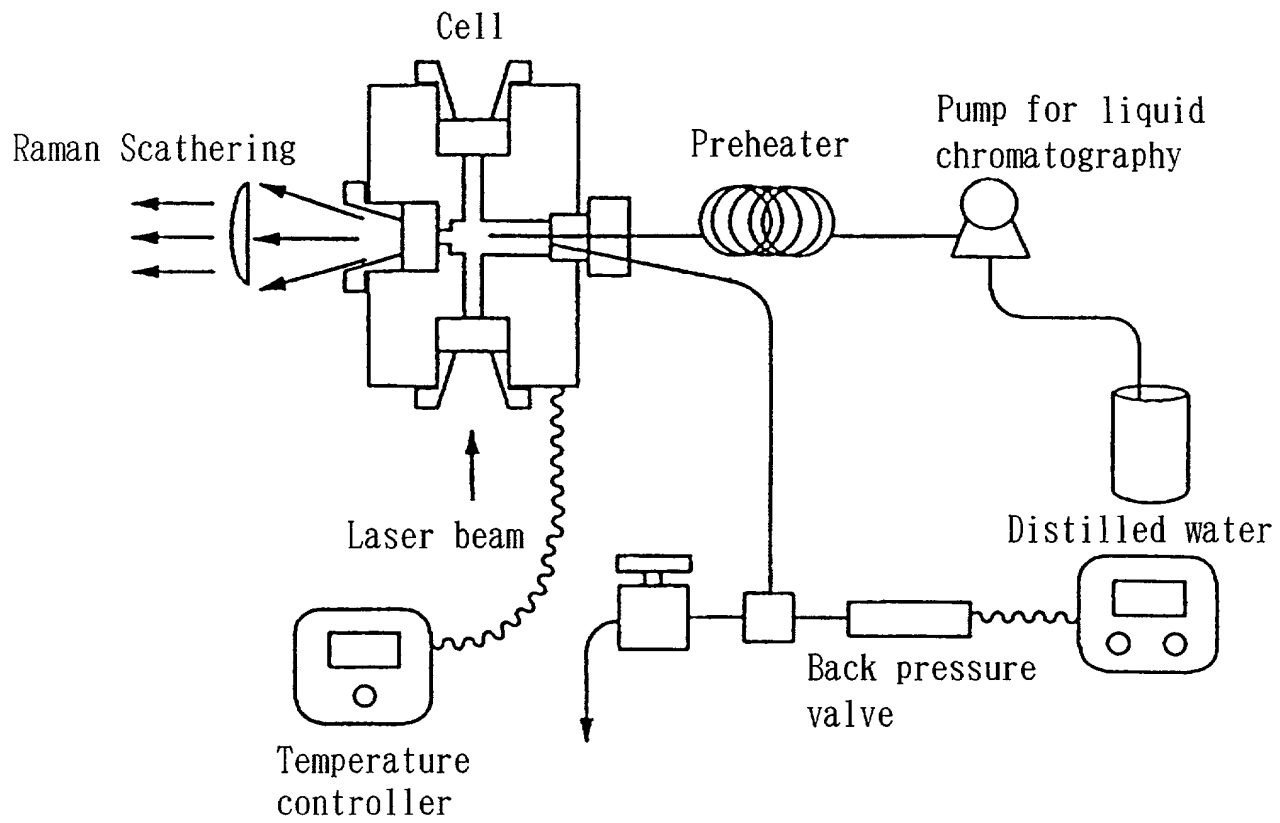 Cell
Raman Scathering
Preheater
Pump for liquid
chromatography
Laser beam
Distilled water
Back pressure
valve
Temperature
controller